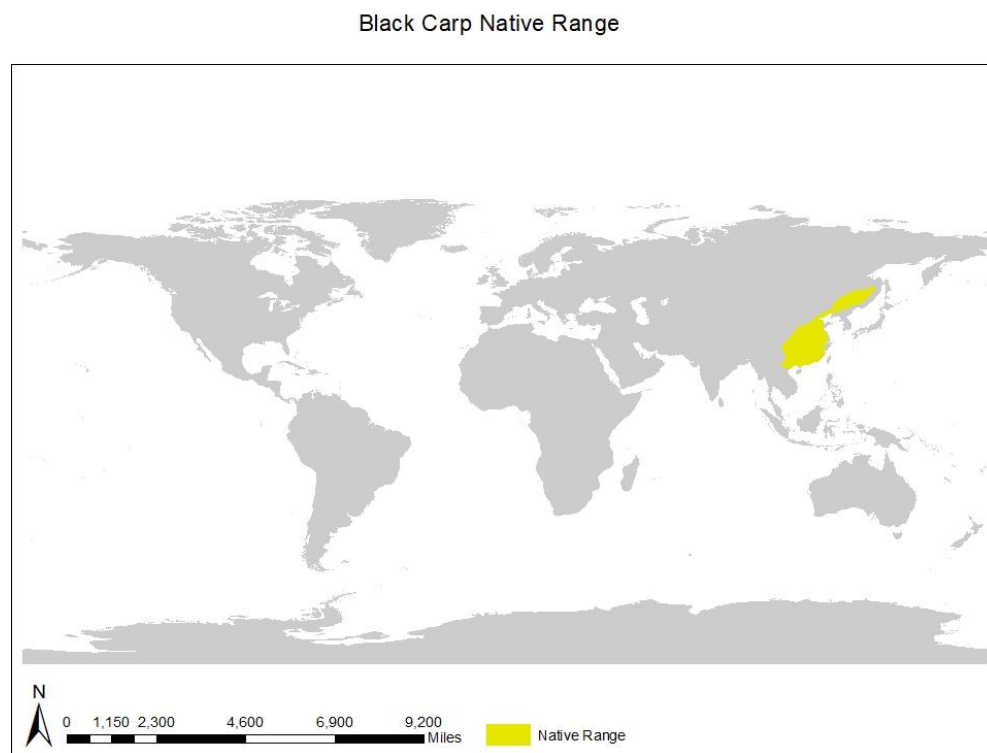 Black Carp Native Range
N
0 1,150 2,300 4,600 6,900 9,200
Miles
Native Range